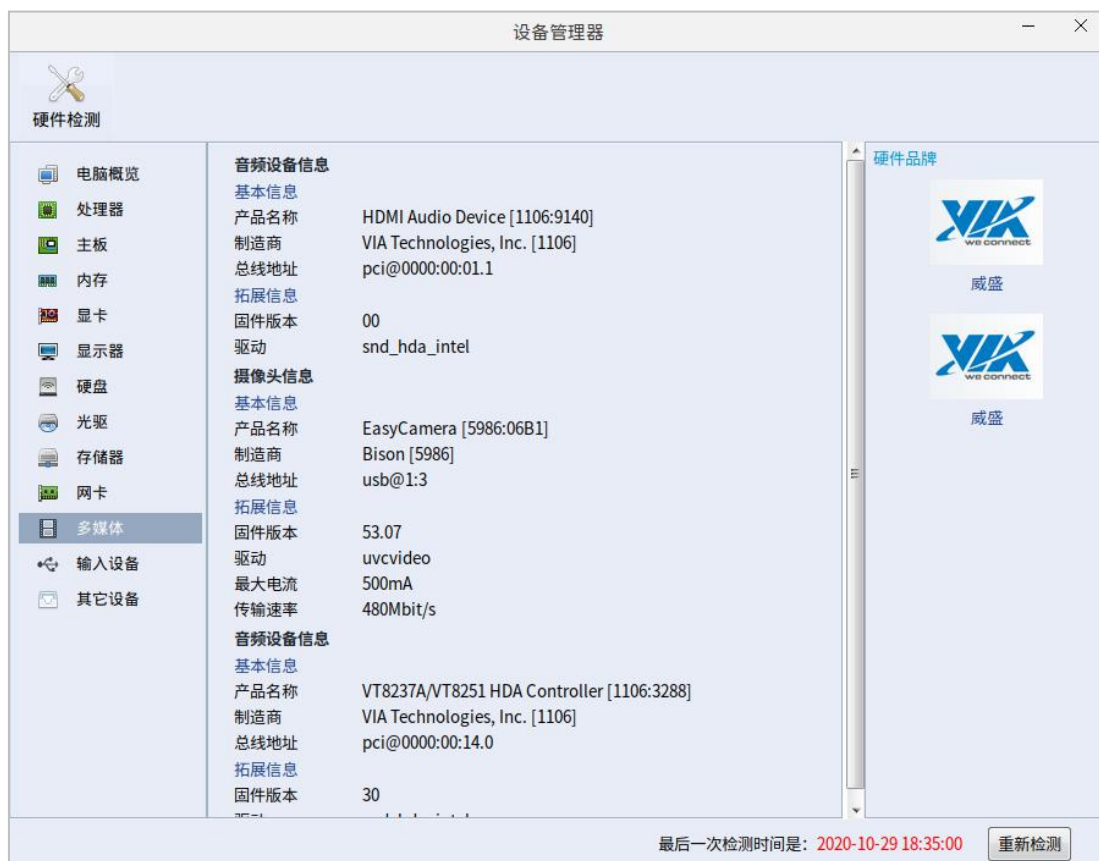 设备管理器
硬件检测
电脑概览
处理器
主板
内存
显卡
显示器
硬盘
光驱
存储器
网卡
多媒体
输入设备
其它设备
音频设备信息
基本信息
产品名称 HDMI Audio Device [1106:9140]
制造商 VIA Technologies, Inc. [1106]
总线地址 pci@0000:00:01.1
拓展信息
固件版本 00
驱动 snd_hda_intel
摄像头信息
基本信息
产品名称 EasyCamera [5986:06B1]
制造商 Bison [5986]
总线地址 usb@1:3
拓展信息
固件版本 53.07
驱动 uvcvideo
最大电流 500mA
传输速率 480Mbit/s
音频设备信息
基本信息
产品名称 VT8237A/VT8251 HDA Controller [1106:3288]
制造商 VIA Technologies, Inc. [1106]
总线地址 pci@0000:00:14.0
拓展信息
固件版本 30
硬件品牌
VIA
we connect
威盛
VIA
we connect
威盛
最后一次检测时间是：2020-10-29 18:35:00 重新检测